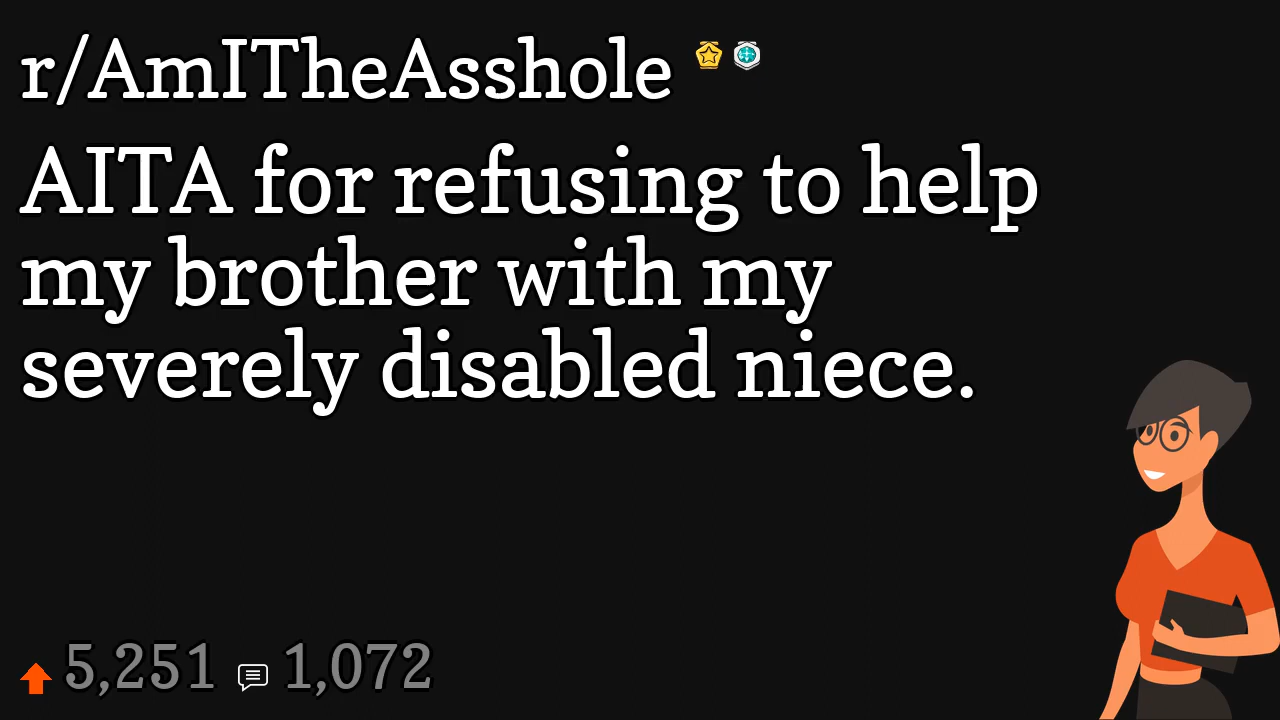 r/AmITheAsshole
AITA for refusing to help
my brother with my
severely disabled niece.
5,251 1,072